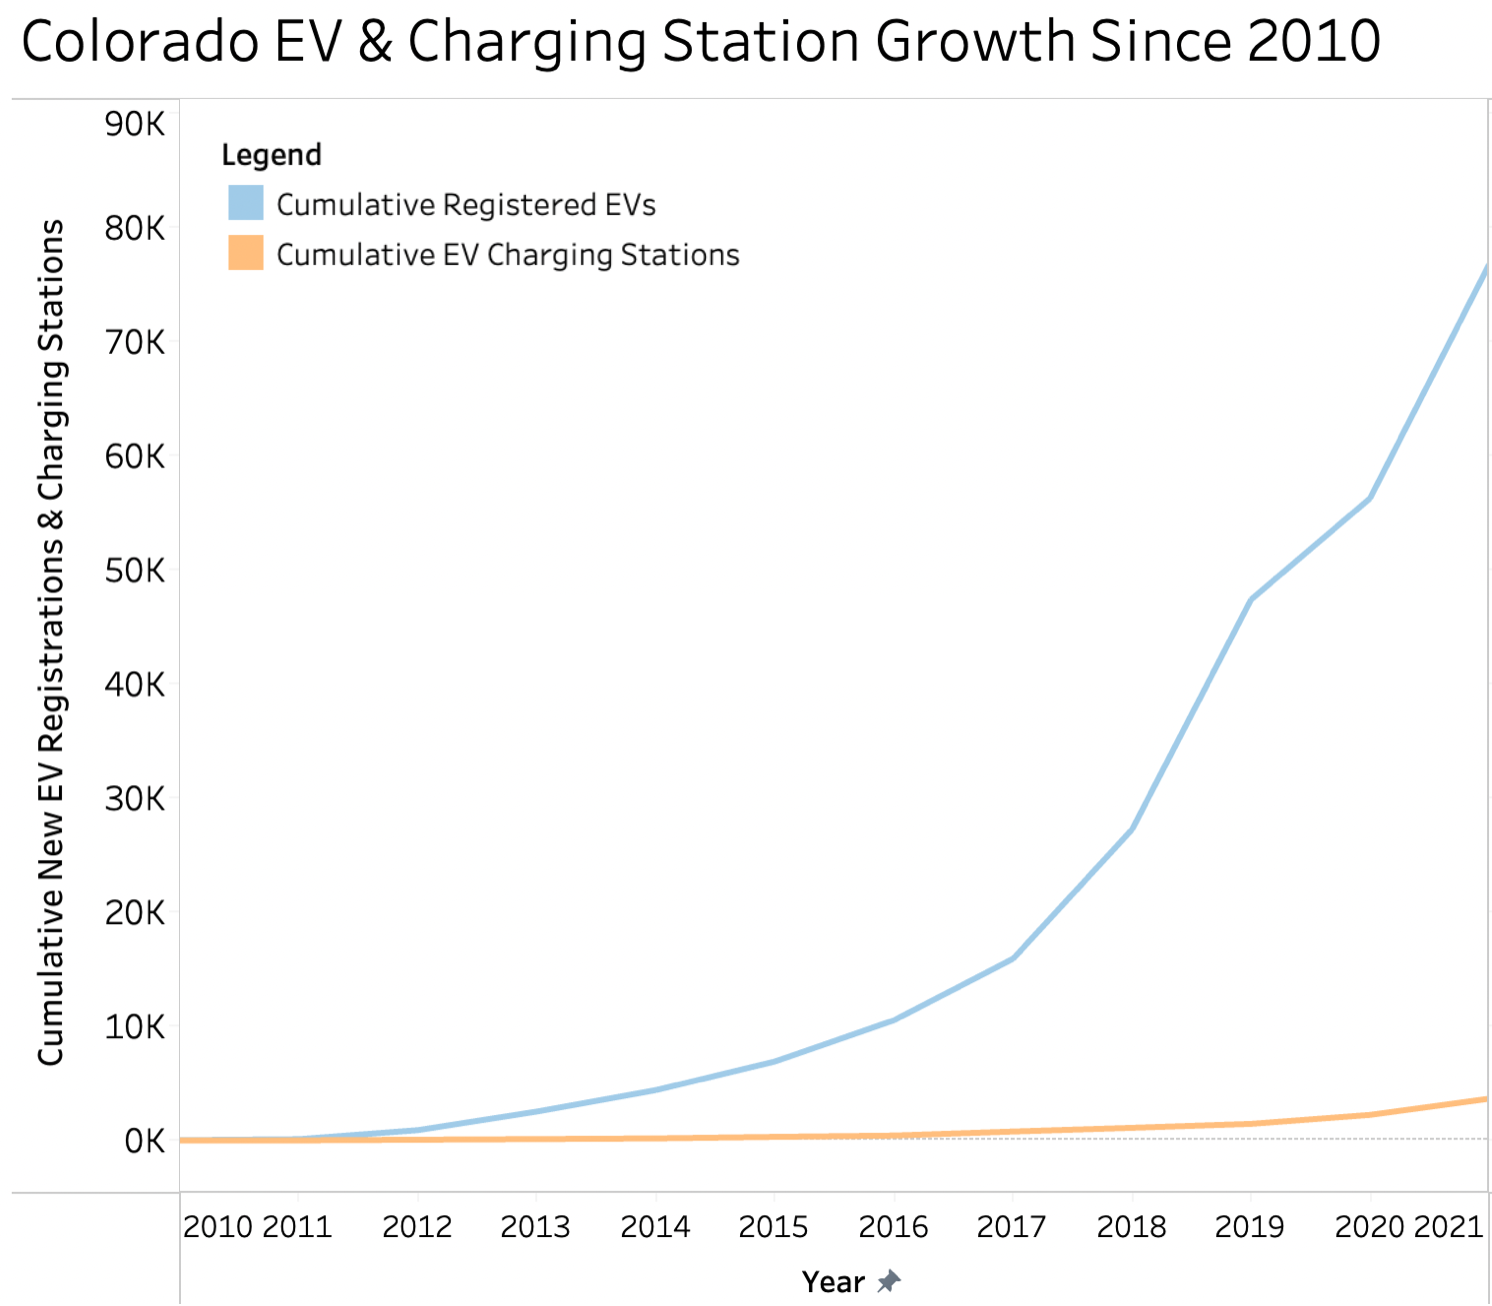 Colorado EV & Charging Station Growth Since 2010
Cumulative New EV Registrations & Charging Stations
90K
80K
70K
60K
50K
40K
30K
20K
10K
0K
Legend
Cumulative Registered EVs
Cumulative EV Charging Stations
2010 2011 2012 2013 2014 2015 2016 2017 2018 2019 2020 2021
Year